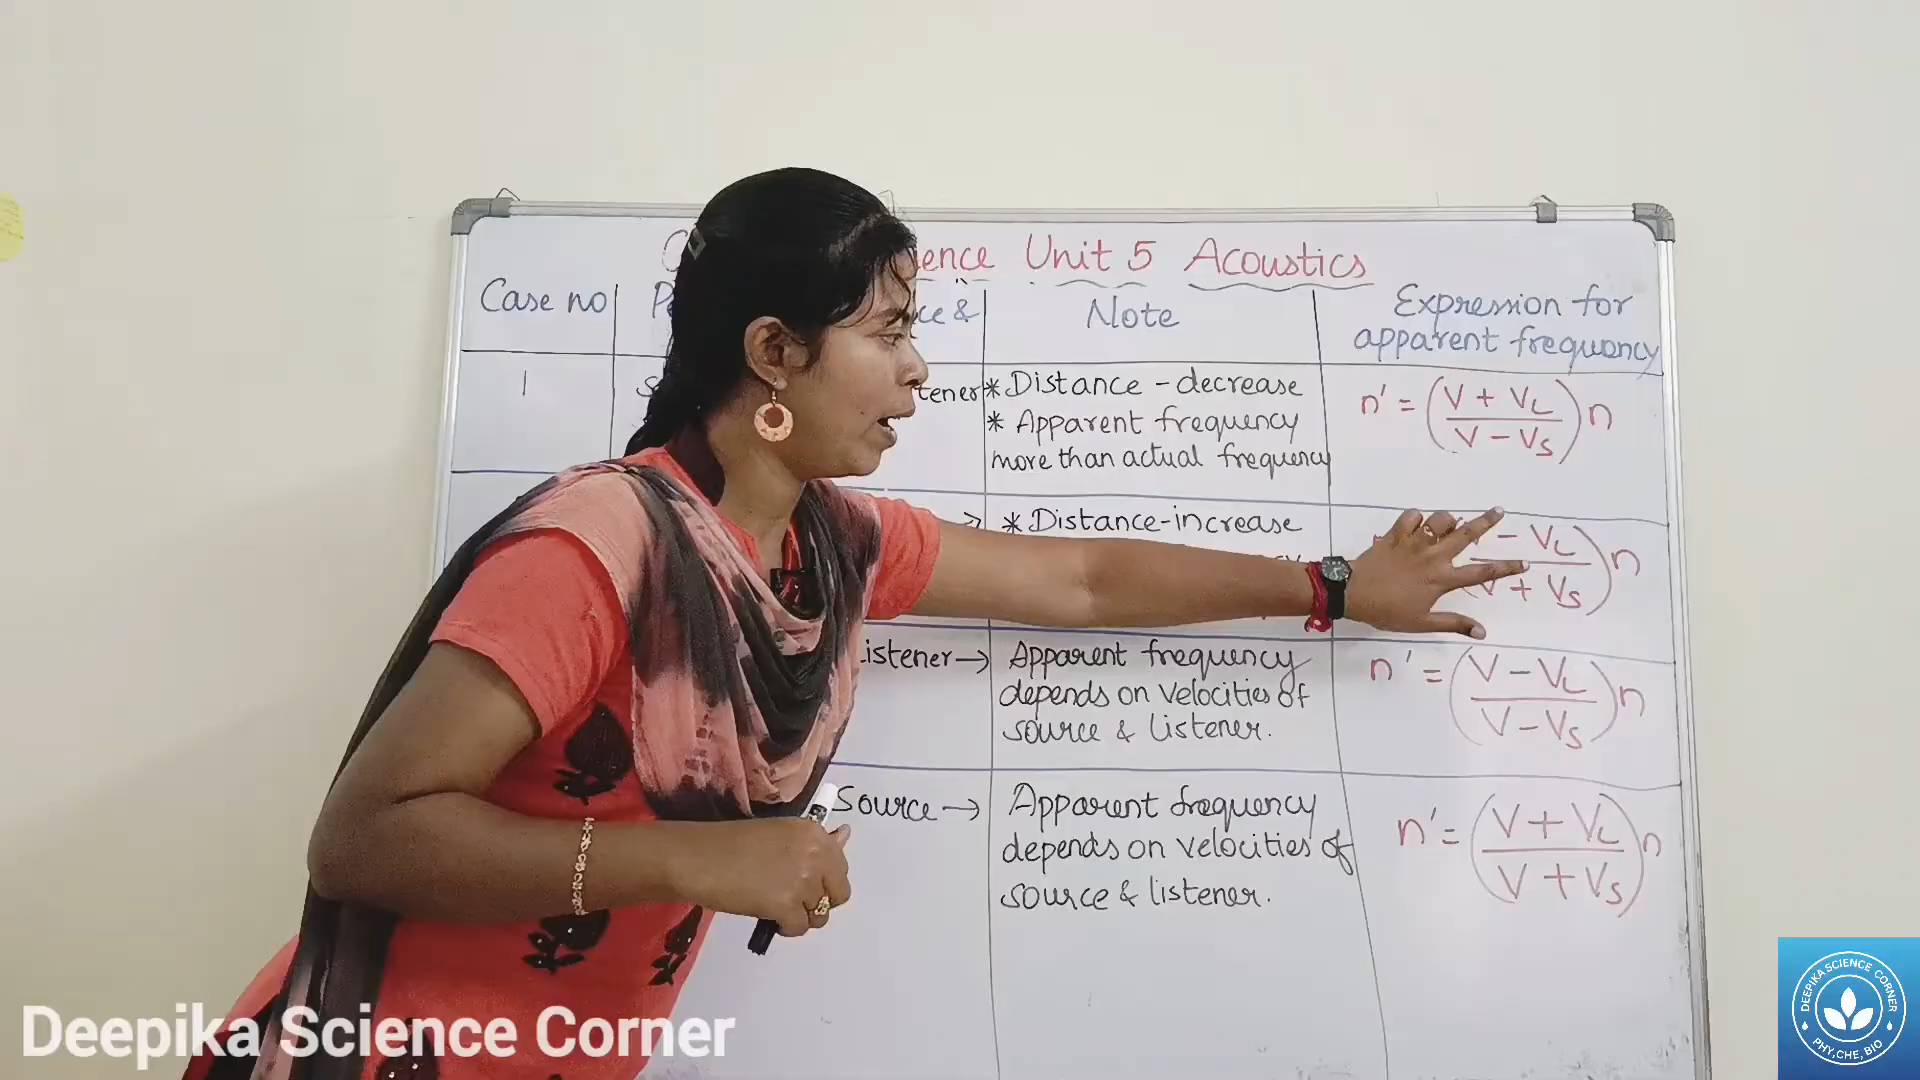 Unit 5 Acoustics
Case no
&
Note
Expression for
apparent frequency
1
* Distance - decrease
* Apparent frequency
more than actual frequency
n' = (V + VL / V - VS) n
* Distance-increase
- VL
n
V + VS
Listener →
Apparent frequency
depends on velocities of
source & listener.
n' = (V - VL / V - VS) n
Source →
Apparent frequency
depends on velocities of
source & listener.
n' = (V + VL / V + VS) n
Deepika Science Corner
DEEPIKA SCIENCE CORNER
PHY,CHE,BIO